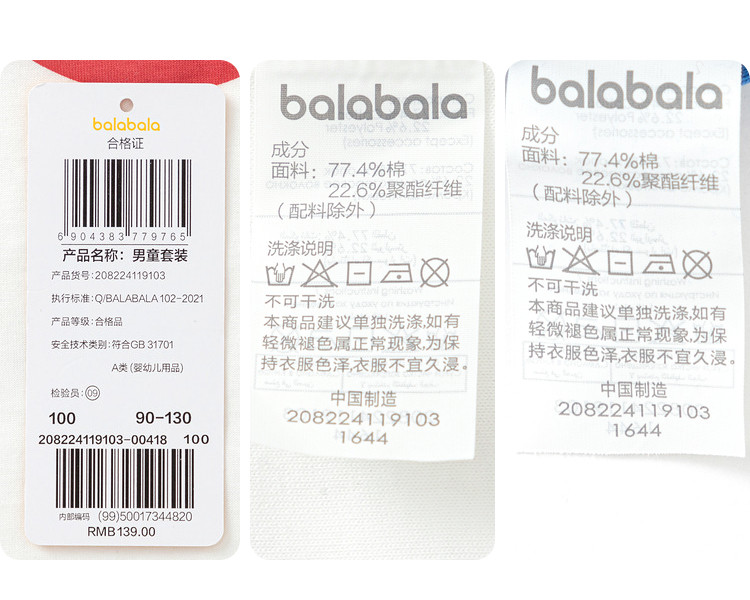 balabala
合格证
6 904383 779765
产品名称：男童套装
产品货号：208224119103
执行标准：Q/BALABALA 102-2021
产品等级：合格品
安全技术类别：符合GB 31701
A类 (婴幼儿用品)
检验员：09
100 90-130
208224119103-00418 100
内部编码 (99)50017344820
RMB139.00
balabala
成分
面料：77.4%棉
22.6%聚酯纤维
（配料除外）
洗涤说明
不可干洗
本商品建议单独洗涤,如有
轻微褪色属正常现象,为保
持衣服色泽,衣服不宜久浸。
中国制造
208224119103
1644
balabala
成分
面料：77.4%棉
22.6%聚酯纤维
（配料除外）
洗涤说明
不可干洗
本商品建议单独洗涤,如有
轻微褪色属正常现象,为保
持衣服色泽,衣服不宜久浸。
中国制造
208224119103
1644